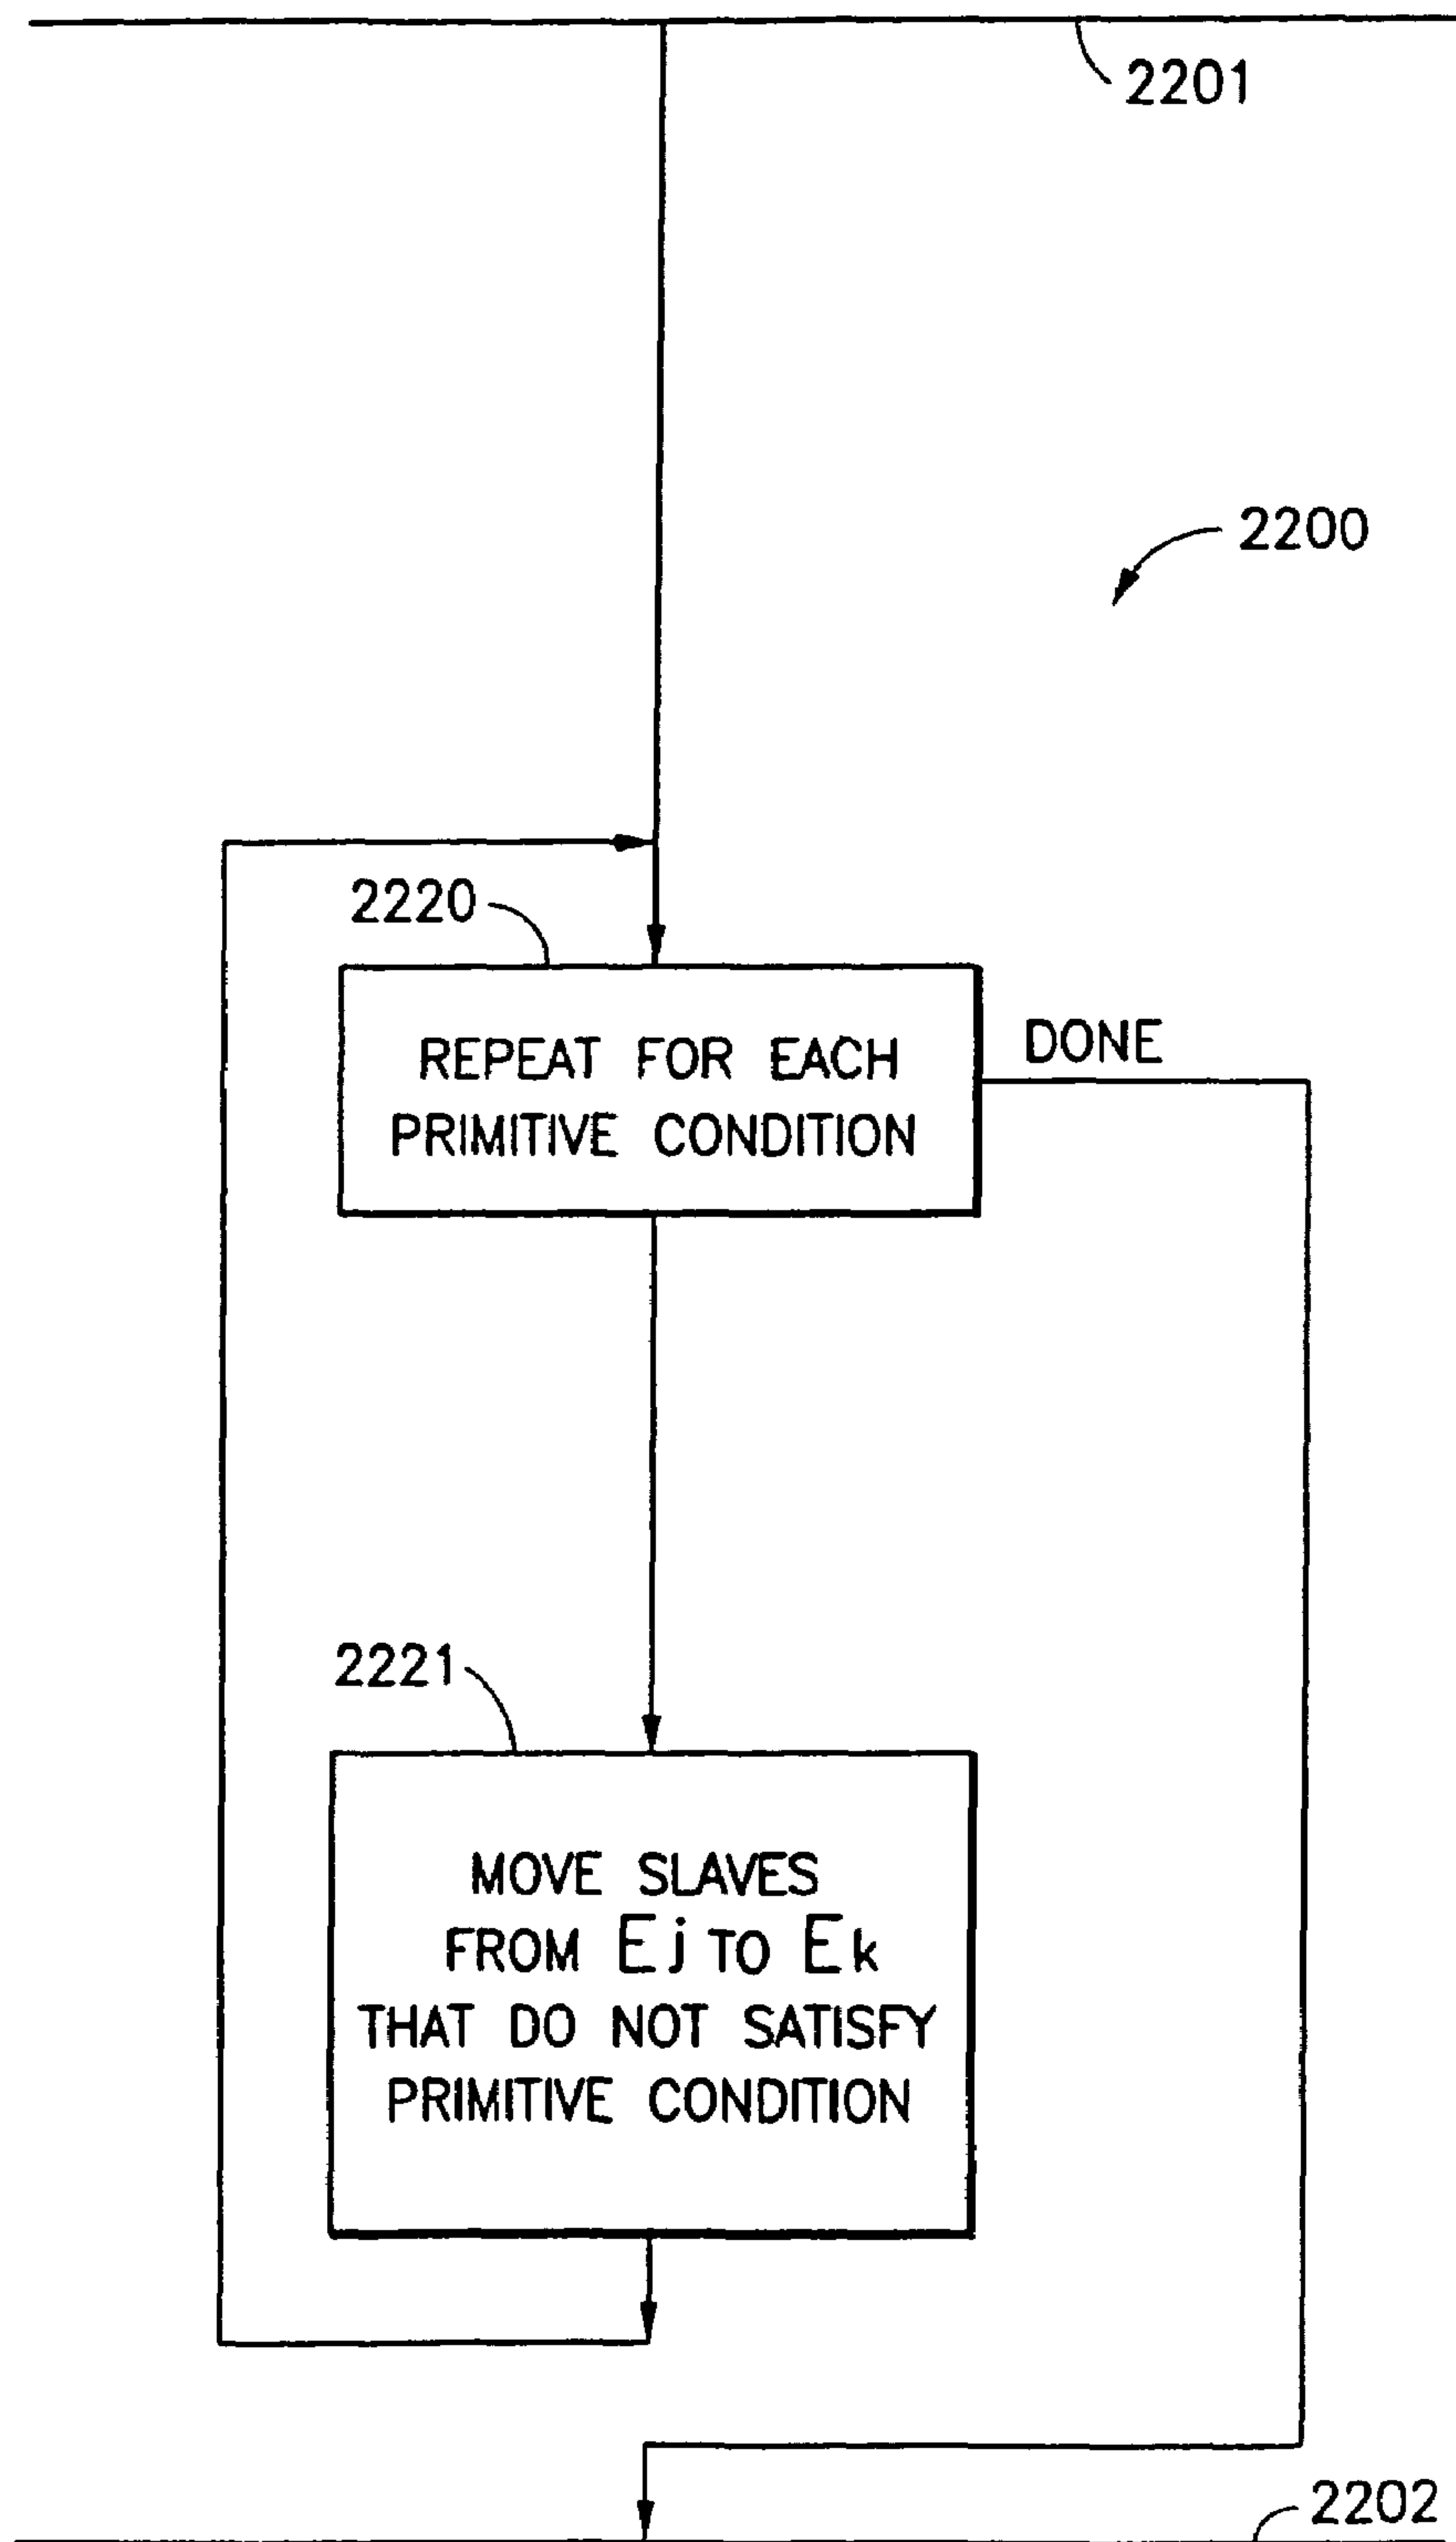 2201
2200
2220
REPEAT FOR EACH
PRIMITIVE CONDITION
DONE
2221
MOVE SLAVES
FROM Ej TO Ek
THAT DO NOT SATISFY
PRIMITIVE CONDITION
2202